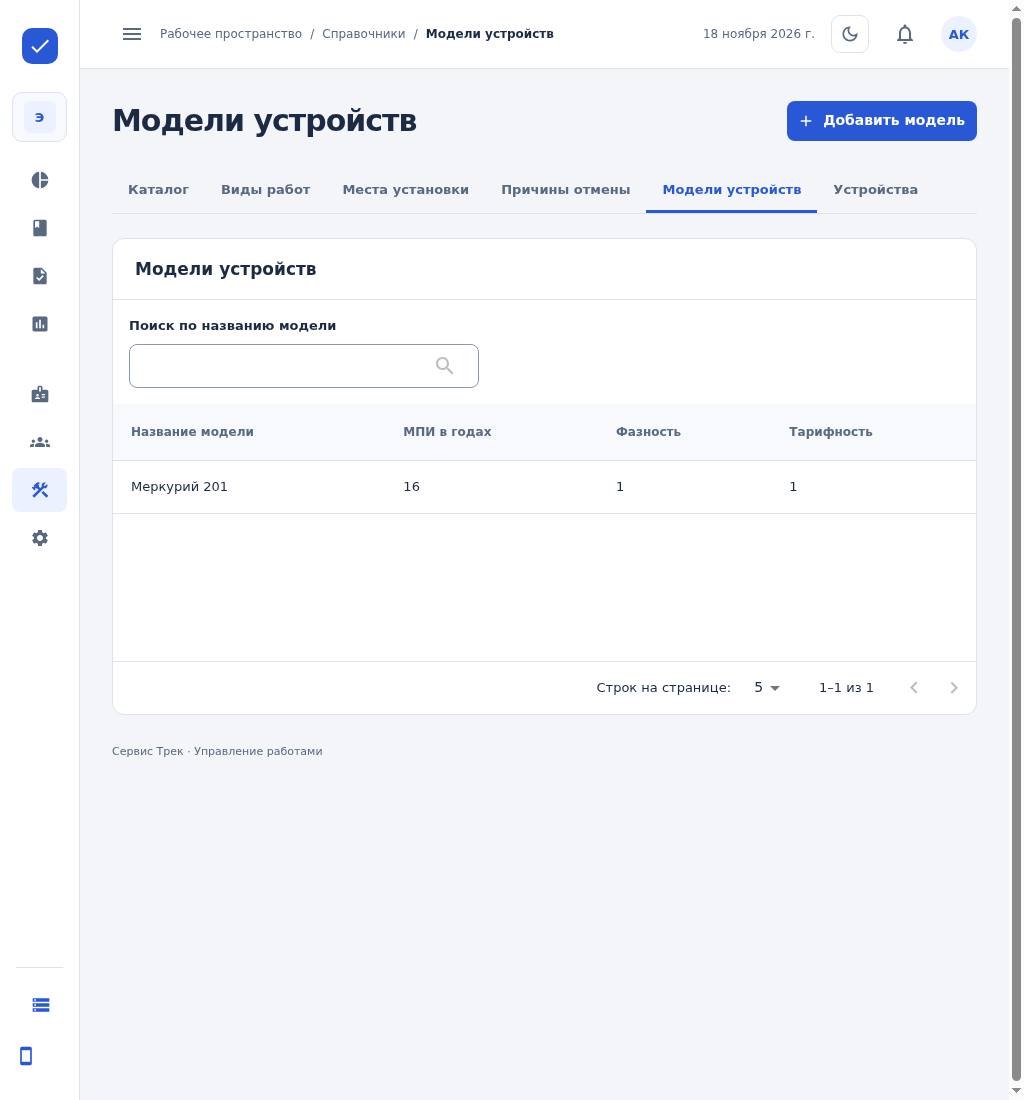 Рабочее пространство / Справочники / Модели устройств
18 ноября 2026 г.
АК
Э
Модели устройств
+ Добавить модель
Каталог
Виды работ
Места установки
Причины отмены
Модели устройств
Устройства
Модели устройств
Поиск по названию модели
Название модели МПИ в годах Фазность Тарифность
Меркурий 201 16 1 1
Строк на странице: 5 1–1 из 1
Сервис Трек · Управление работами